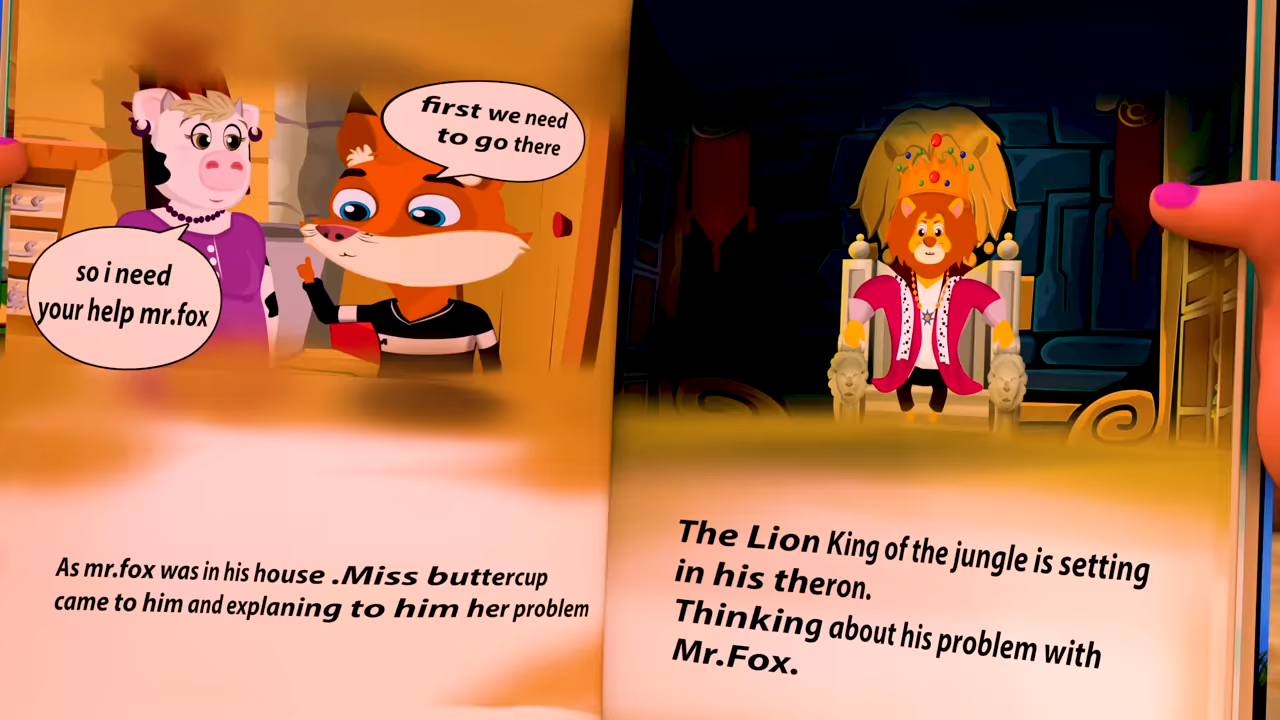 first we need
to go there
so i need
your help mr.fox
As mr.fox was in his house .Miss buttercup
came to him and explaning to him her problem
The Lion King of the jungle is setting
in his theron.
Thinking about his problem with
Mr.Fox.